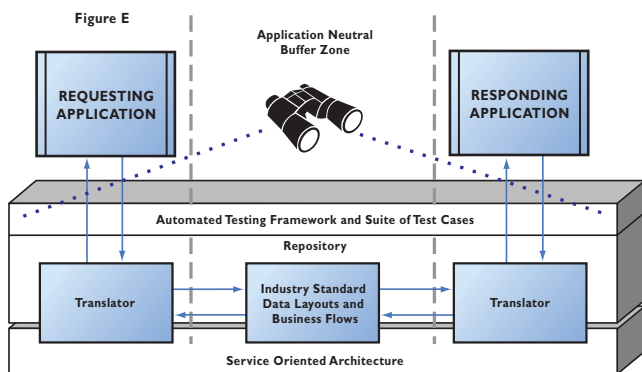 Figure E
Application Neutral
Buffer Zone
REQUESTING
APPLICATION
RESPONDING
APPLICATION
Automated Testing Framework and Suite of Test Cases
Repository
Translator
Industry Standard
Data Layouts and
Business Flows
Translator
Service Oriented Architecture